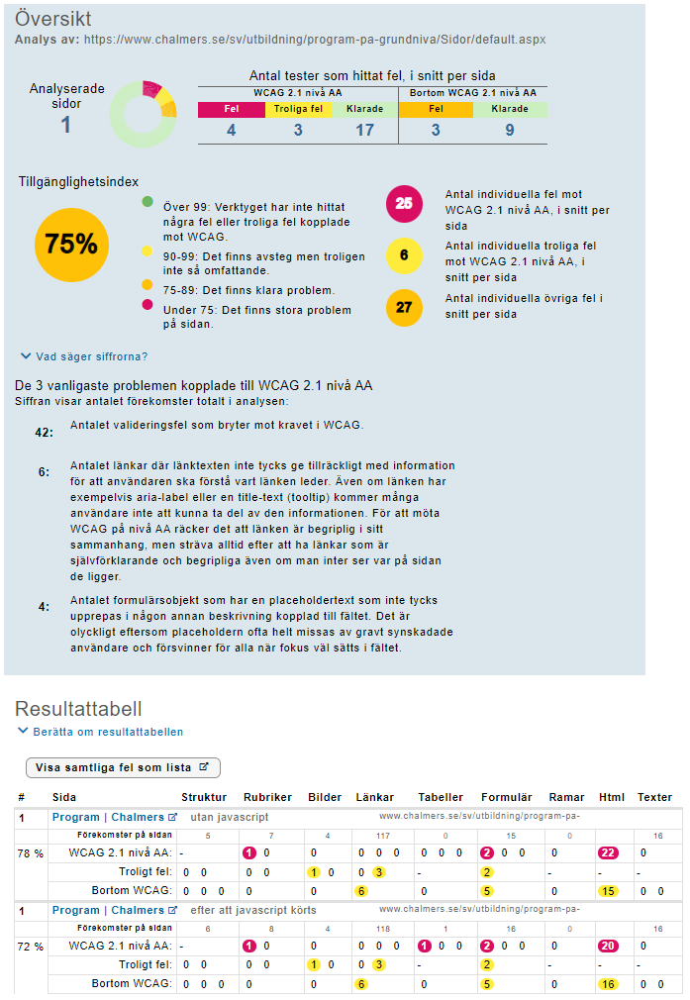 Översikt
Analys av: https://www.chalmers.se/sv/utbildning/program-pa-grundniva/Sidor/default.aspx
Analyserade
sidor
1
Antal tester som hittat fel, i snitt per sida
WCAG 2.1 nivå AA Bortom WCAG 2.1 nivå AA
Fel Troliga fel Klarade Fel Klarade
4 3 17 3 9
Tillgänglighetsindex
75%
Över 99: Verktyget har inte hittat
några fel eller troliga fel kopplade
mot WCAG.
90-99: Det finns avsteg men troligen
inte så omfattande.
75-89: Det finns klara problem.
Under 75: Det finns stora problem
på sidan.
25 Antal individuella fel mot
WCAG 2.1 nivå AA, i snitt per
sida
6 Antal individuella troliga fel
mot WCAG 2.1 nivå AA, i
snitt per sida
27 Antal individuella övriga fel i
snitt per sida
Vad säger siffrorna?
De 3 vanligaste problemen kopplade till WCAG 2.1 nivå AA
Siffran visar antalet förekomster totalt i analysen:
42: Antalet valideringsfel som bryter mot kravet i WCAG.
6: Antalet länkar där länktexten inte tycks ge tillräckligt med information
för att användaren ska förstå vart länken leder. Även om länken har
exempelvis aria-label eller en title-text (tooltip) kommer många
användare inte att kunna ta del av den informationen. För att möta
WCAG på nivå AA räcker det att länken är begriplig i sitt
sammanhang, men sträva alltid efter att ha länkar som är
självförklarande och begripliga även om man inter ser var på sidan
de ligger.
4: Antalet formulärsobjekt som har en placeholdertext som inte tycks
upprepas i någon annan beskrivning kopplad till fältet. Det är
olyckligt eftersom placeholdern ofta helt missas av gravt synskadade
användare och försvinner för alla när fokus väl sätts i fältet.
Resultattabell
Berätta om resultattabellen
Visa samtliga fel som lista
# Sida Struktur Rubriker Bilder Länkar Tabeller Formulär Ramar Html Texter
1 Program | Chalmers utan javascript www.chalmers.se/sv/utbildning/program-pa-
Förekomster på sidan 5 7 4 117 0 15 0 16
78 % WCAG 2.1 nivå AA: - 1 0 0 0 0 0 0 0 0 2 0 0 0 22 0
Troligt fel: 0 0 0 1 0 0 3 - 2 - - -
Bortom WCAG: 0 0 0 0 0 6 0 5 0 15 0 0
1 Program | Chalmers efter att javascript körts www.chalmers.se/sv/utbildning/program-pa-
Förekomster på sidan 6 8 4 118 1 16 0 16
72 % WCAG 2.1 nivå AA: - 1 0 0 0 0 0 1 0 0 2 0 0 0 20 0
Troligt fel: 0 0 0 1 0 0 3 - 2 - - -
Bortom WCAG: 0 0 0 0 0 6 0 5 0 16 0 0